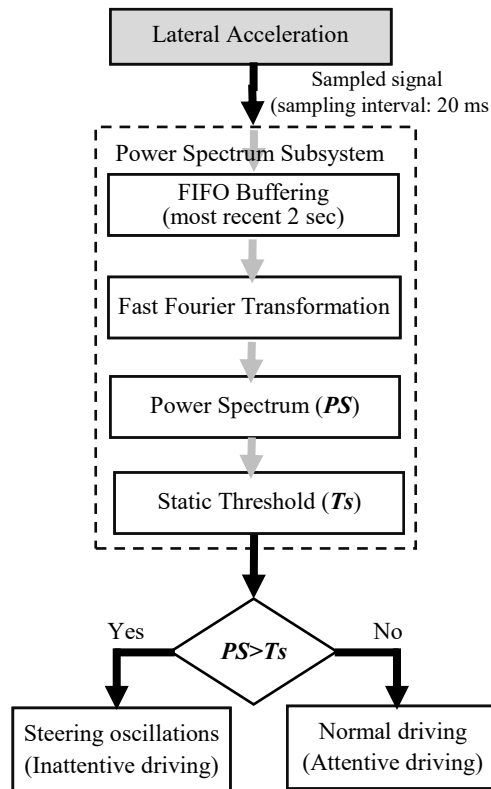 Lateral Acceleration
Sampled signal
(sampling interval: 20 ms
Power Spectrum Subsystem
FIFO Buffering
(most recent 2 sec)
Fast Fourier Transformation
Power Spectrum (PS)
Static Threshold (Ts)
Yes
No
PS>Ts
Steering oscillations
(Inattentive driving)
Normal driving
(Attentive driving)